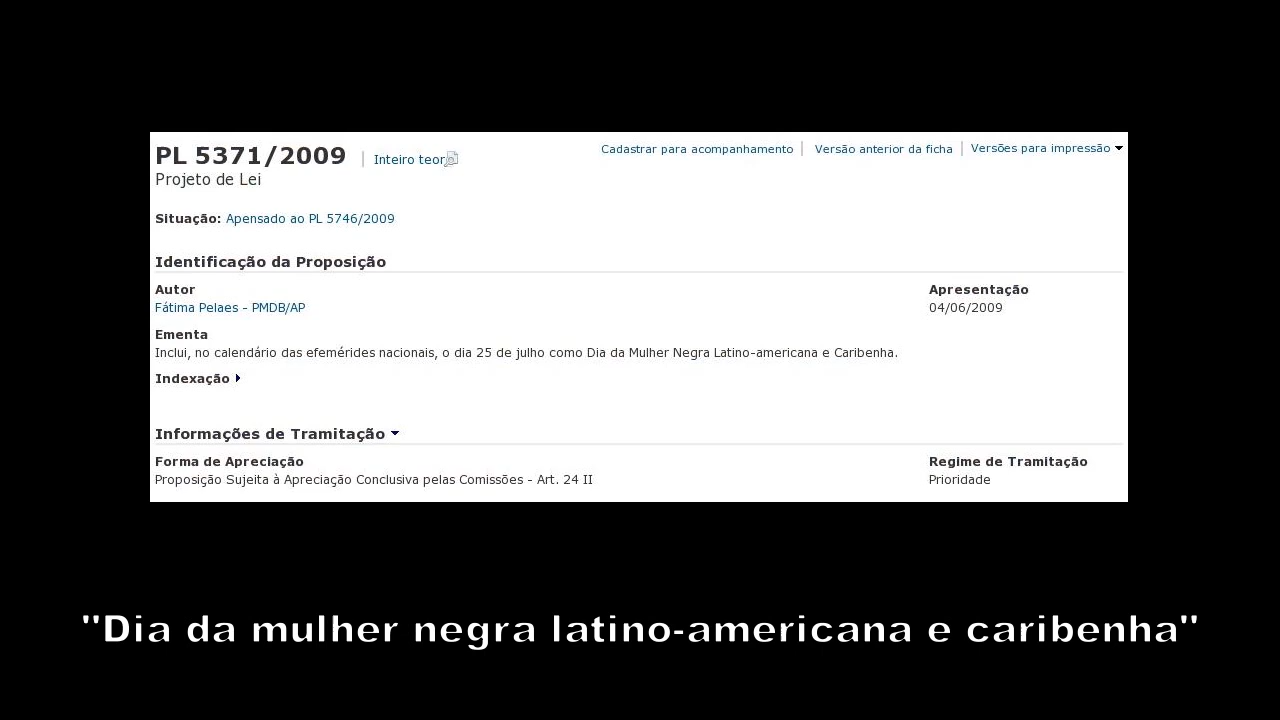 PL 5371/2009 | Inteiro teor
Cadastrar para acompanhamento | Versão anterior da ficha | Versões para impressão
Projeto de Lei
Situação: Apensado ao PL 5746/2009
Identificação da Proposição
Autor
Fátima Pelaes - PMDB/AP
Apresentação
04/06/2009
Ementa
Inclui, no calendário das efemérides nacionais, o dia 25 de julho como Dia da Mulher Negra Latino-americana e Caribenha.
Indexação
Informações de Tramitação
Forma de Apreciação
Proposição Sujeita à Apreciação Conclusiva pelas Comissões - Art. 24 II
Regime de Tramitação
Prioridade
"Dia da mulher negra latino-americana e caribenha"